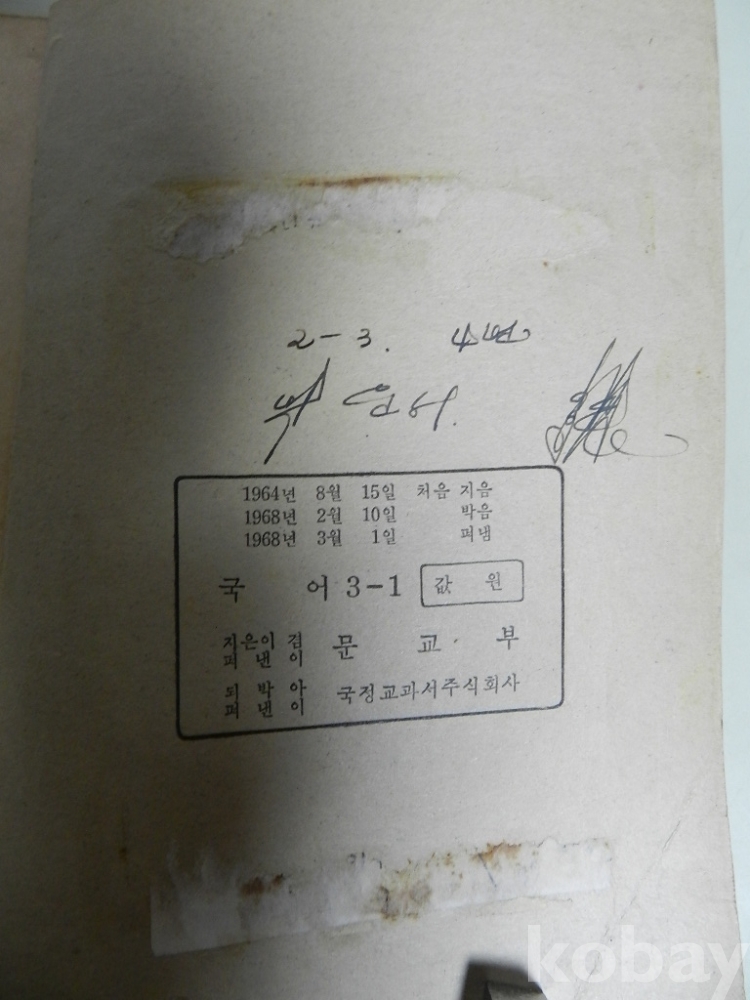 2-3. 4번
1964년 8월 15일 처음 지음
1968년 2월 10일 박음
1968년 3월 1일 펴냄
국 어 3-1 값 원
지은이 겸 펴낸이 문 교 부
되박아 펴낸이 국정교과서주식회사
kobay